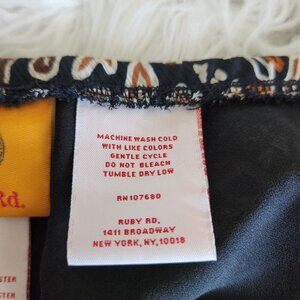 MACHINE WASH COLD
WITH LIKE COLORS
GENTLE CYCLE
DO NOT BLEACH
TUMBLE DRY LOW
RN107680
RUBY RD.
1411 BROADWAY
NEW YORK, NY, 10018
Rd.